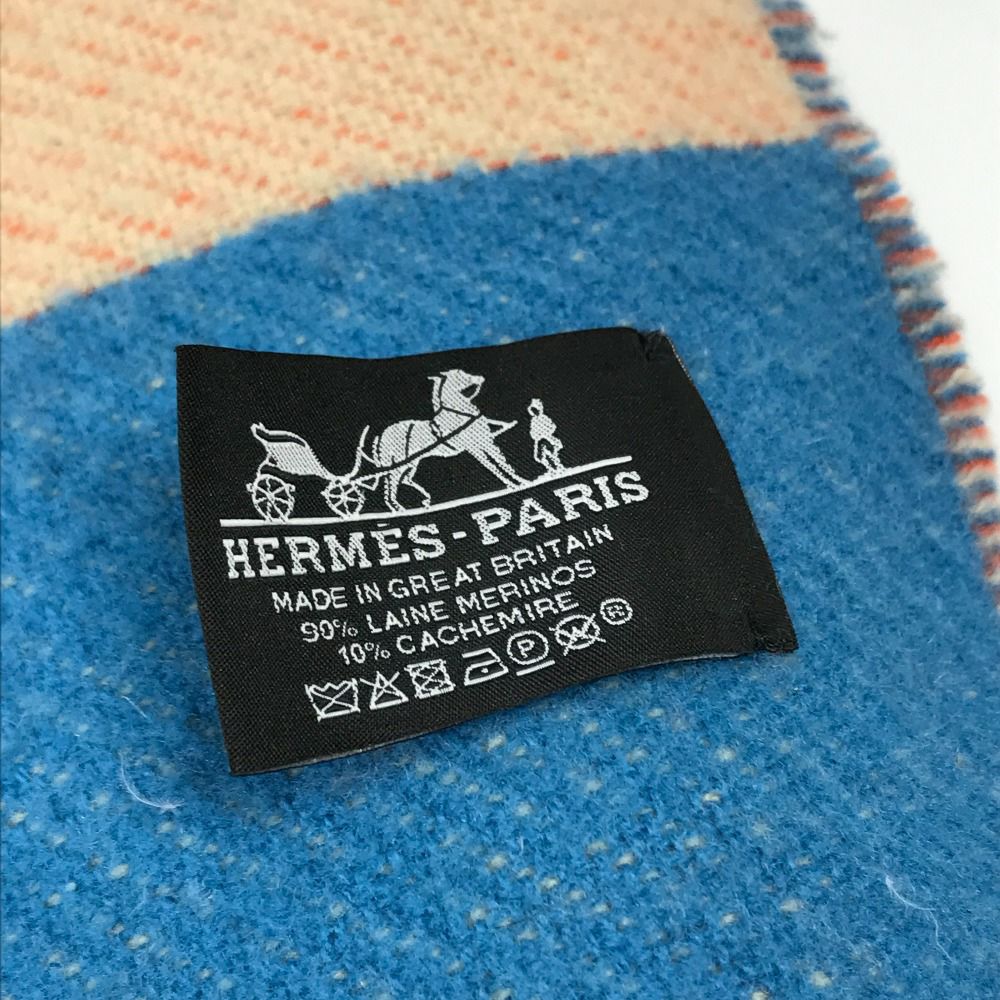 HERMÈS-PARIS
MADE IN GREAT BRITAIN
90% LAINE MERINOS
10% CACHEMIRE
P